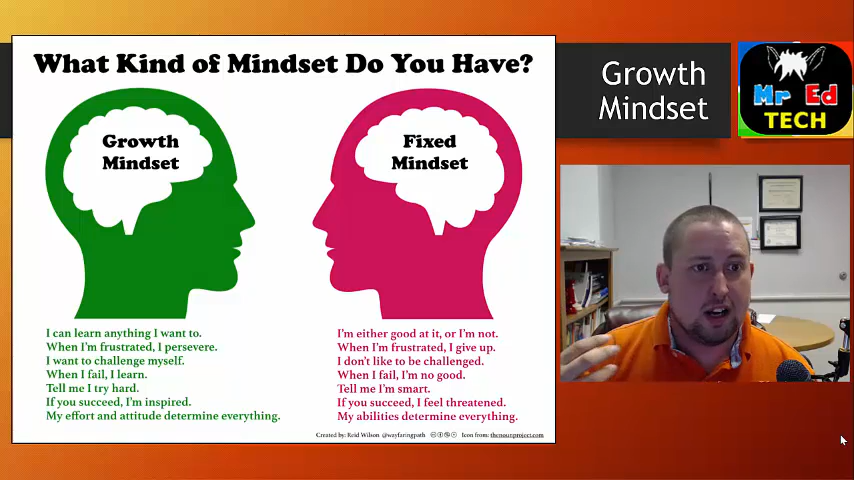 What Kind of Mindset Do You Have?
Growth
Mindset
Fixed
Mindset
I can learn anything I want to.
When I'm frustrated, I persevere.
I want to challenge myself.
When I fail, I learn.
Tell me I try hard.
If you succeed, I'm inspired.
My effort and attitude determine everything.
I'm either good at it, or I'm not.
When I'm frustrated, I give up.
I don't like to be challenged.
When I fail, I'm no good.
Tell me I'm smart.
If you succeed, I feel threatened.
My abilities determine everything.
Created by: Reid Wilson @wayfaringpath
Icon from: thenounproject.com
Growth
Mindset
Mr Ed
TECH